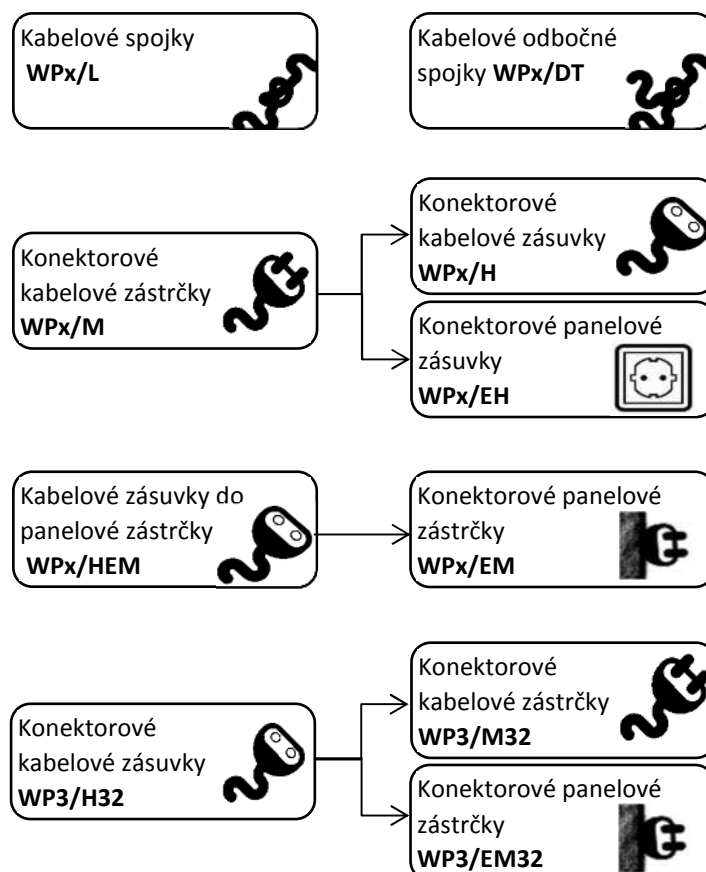 Kabelové spojky
WPx/L
Kabelové odbočné
spojky WPx/DT
Konektorové
kabelové zástrčky
WPx/M
Konektorové
kabelové zásuvky
WPx/H
Konektorové panelové
zásuvky
WPx/EH
Kabelové zásuvky do
panelové zástrčky
WPx/HEM
Konektorové panelové
zástrčky
WPx/EM
Konektorové
kabelové zásuvky
WP3/H32
Konektorové
kabelové zástrčky
WP3/M32
Konektorové panelové
zástrčky
WP3/EM32